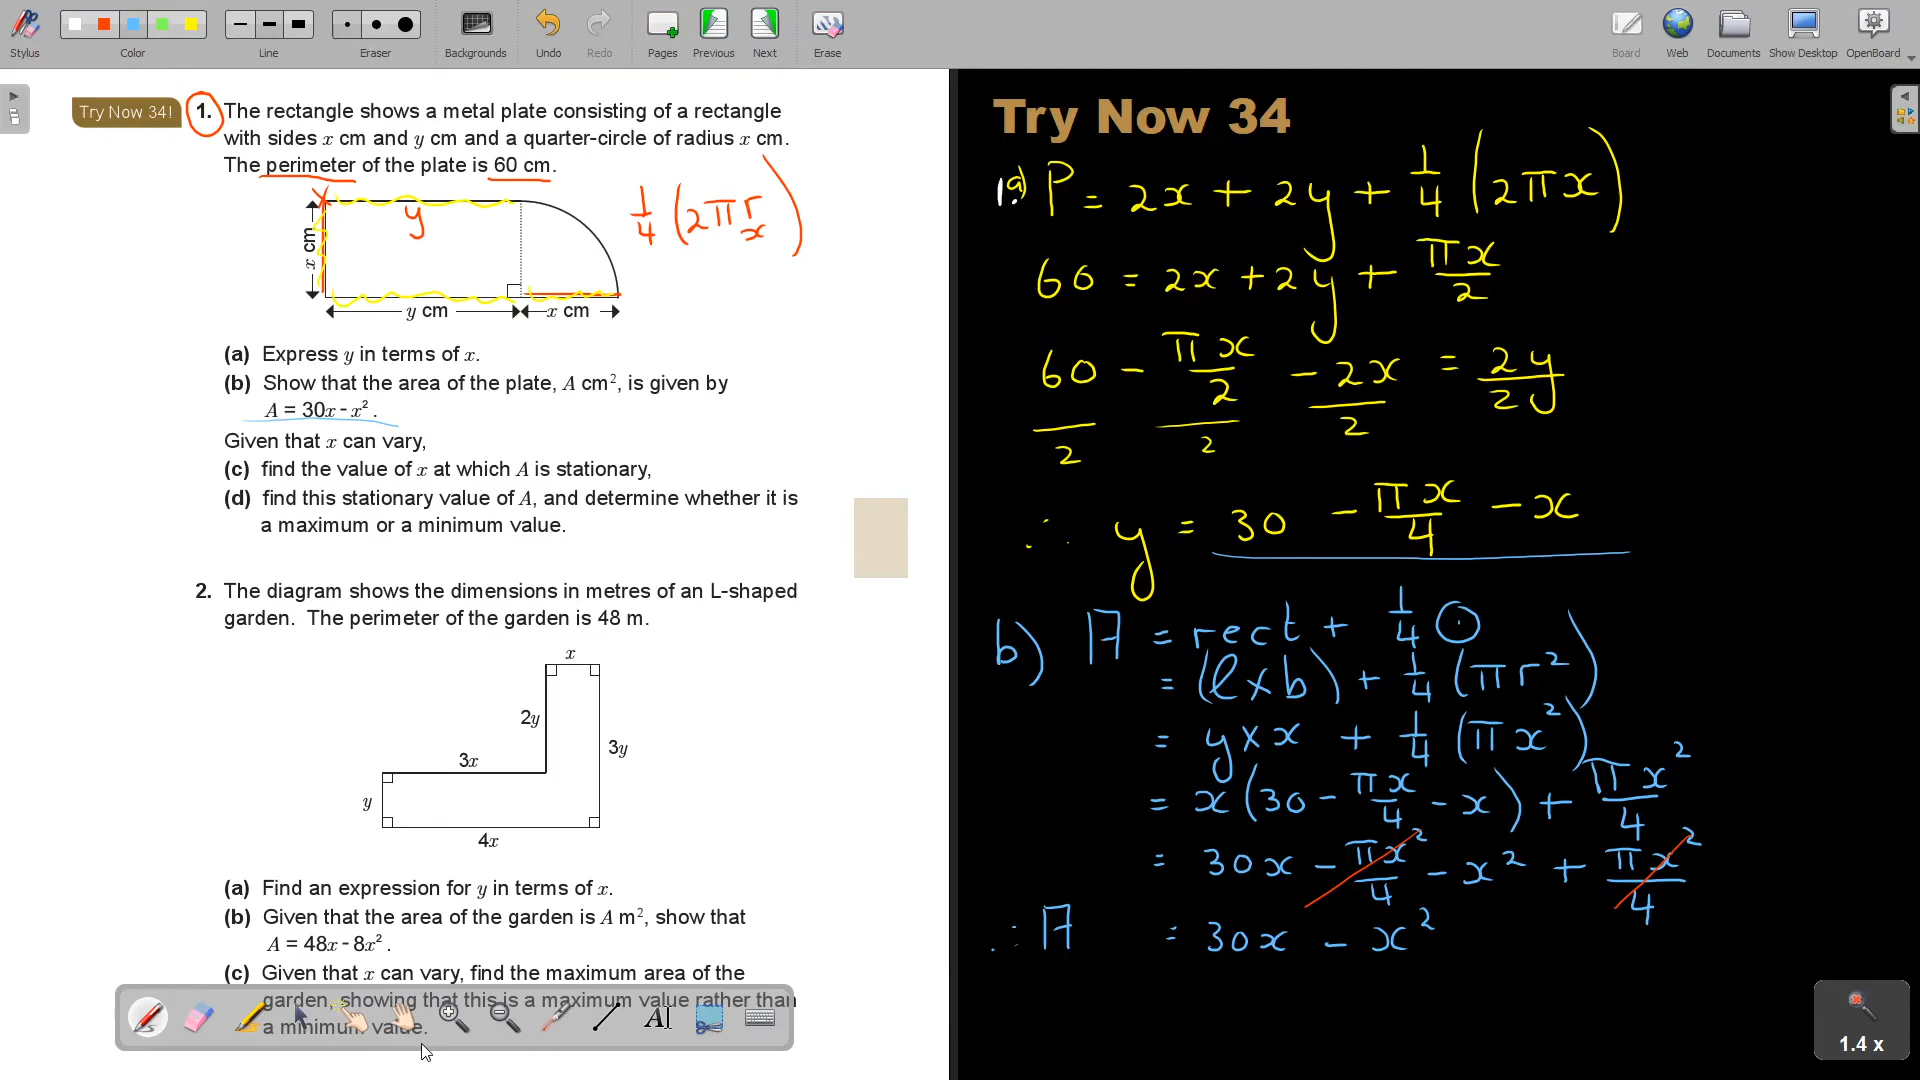 Stylus Color Line Eraser Backgrounds Undo Redo Pages Previous Next Erase Board Web Documents Show Desktop OpenBoard
Try Now 34!
1. The rectangle shows a metal plate consisting of a rectangle
with sides x cm and y cm and a quarter-circle of radius x cm.
The perimeter of the plate is 60 cm.
x
y
1/4 (2πr)
x
x cm
y cm
x cm
(a) Express y in terms of x.
(b) Show that the area of the plate, A cm², is given by
A = 30x - x².
Given that x can vary,
(c) find the value of x at which A is stationary,
(d) find this stationary value of A, and determine whether it is
a maximum or a minimum value.
2. The diagram shows the dimensions in metres of an L-shaped
garden. The perimeter of the garden is 48 m.
x
2y
3y
3x
y
4x
(a) Find an expression for y in terms of x.
(b) Given that the area of the garden is A m², show that
A = 48x - 8x².
(c) Given that x can vary, find the maximum area of the
garden, showing that this is a maximum value rather than
a minimum value.
Try Now 34
1. a) P = 2x + 2y + 1/4 (2πx)
60 = 2x + 2y + πx/2
60/2 - πx/2/2 - 2x/2 = 2y/2
∴ y = 30 - πx/4 - x
b) A = rect + 1/4 ⊙
= (l × b) + 1/4 (πr²)
= y × x + 1/4 (πx²)
= x(30 - πx/4 - x) + πx²/4
= 30x - πx²/4 - x² + πx²/4
∴ A = 30x - x²
1.4 x